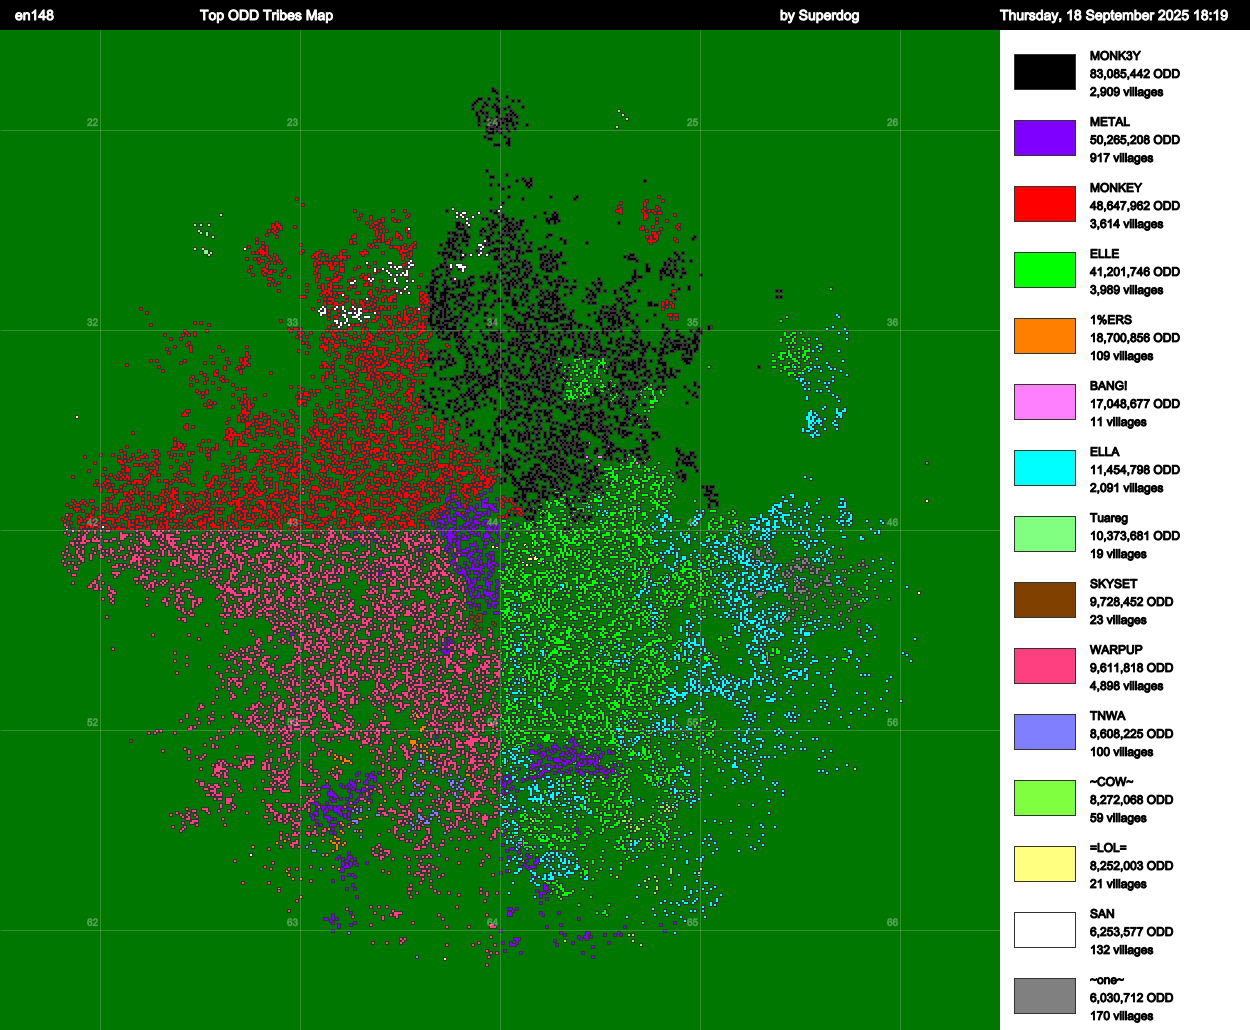 en148 Top ODD Tribes Map by Superdog Thursday, 18 September 2025 18:19
MONK3Y
83,085,442 ODD
2,909 villages
METAL
50,265,208 ODD
917 villages
MONKEY
48,647,962 ODD
3,614 villages
ELLE
41,201,746 ODD
3,989 villages
1%ERS
18,700,856 ODD
109 villages
BANG!
17,048,677 ODD
11 villages
ELLA
11,454,798 ODD
2,091 villages
Tuareg
10,373,681 ODD
19 villages
SKYSET
9,728,452 ODD
23 villages
WARPUP
9,611,818 ODD
4,898 villages
TNWA
8,608,225 ODD
100 villages
~COW~
8,272,068 ODD
59 villages
=LOL=
8,252,003 ODD
21 villages
SAN
6,253,577 ODD
132 villages
~one~
6,030,712 ODD
170 villages
22 23 24 25 26
32 33 34 35 36
42 43 44 46
52 53 55 56
62 63 64 65 66